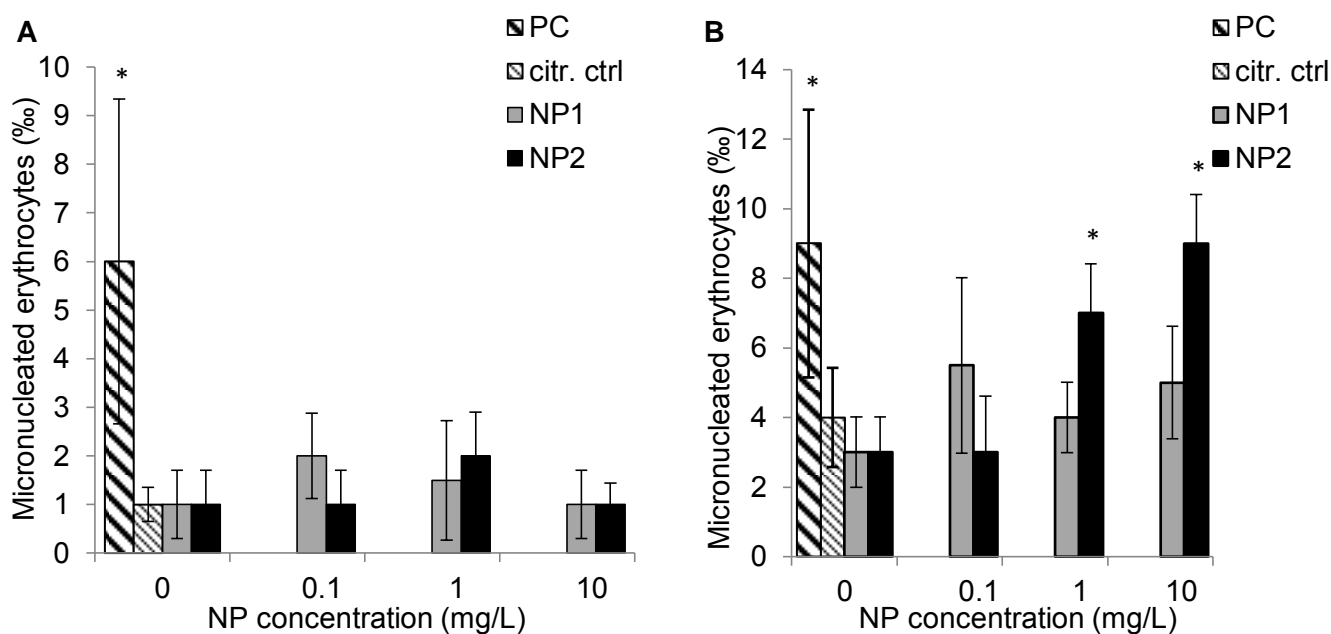 A
PC
citr. ctrl
NP1
NP2
*
10
9
8
7
6
5
4
3
2
1
0
Micronucleated erythrocytes (‰)
0 0.1 1 10
NP concentration (mg/L)
B
PC
citr. ctrl
NP1
NP2
*
*
*
14
12
10
8
6
4
2
0
Micronucleated erythrocytes (‰)
0 0.1 1 10
NP concentration (mg/L)